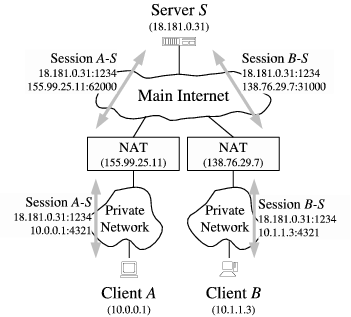 Server S
(18.181.0.31)
Session A-S
18.181.0.31:1234
155.99.25.11:62000
Session B-S
18.181.0.31:1234
138.76.29.7:31000
Main Internet
NAT
(155.99.25.11)
NAT
(138.76.29.7)
Session A-S
18.181.0.31:1234
10.0.0.1:4321
Private
Network
Private
Network
Session B-S
18.181.0.31:1234
10.1.1.3:4321
Client A
(10.0.0.1)
Client B
(10.1.1.3)